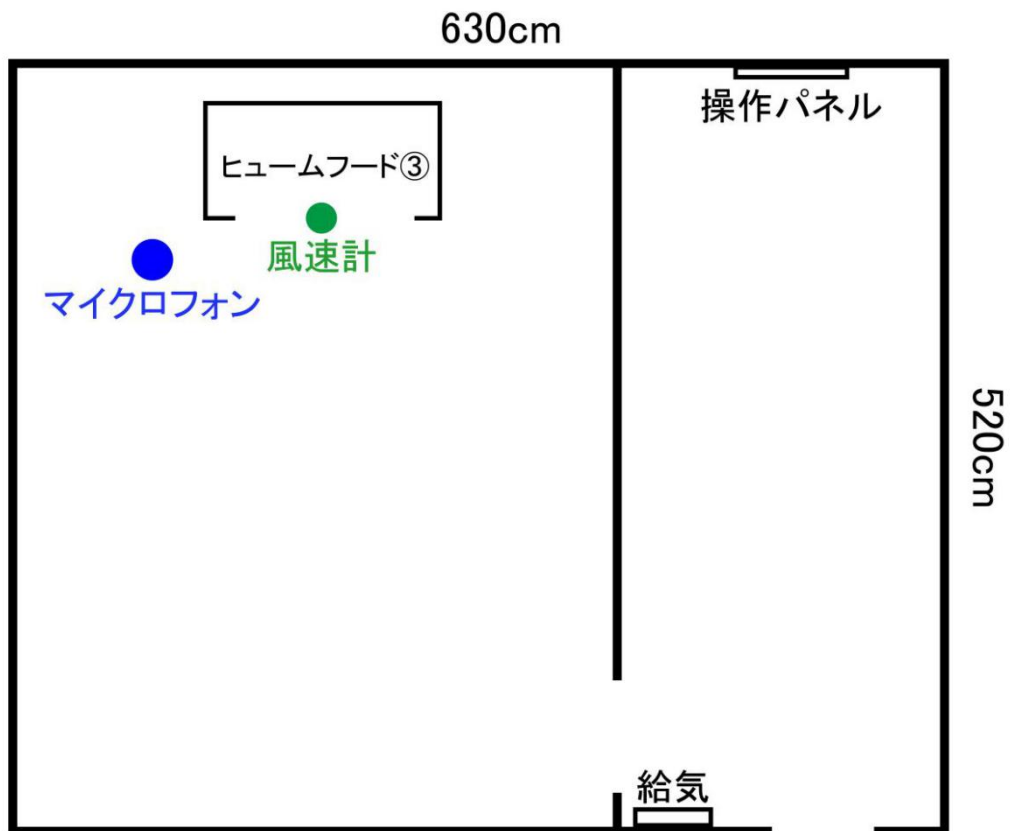 630cm
操作パネル
ヒュームフード③
風速計
マイクロフォン
520cm
給気